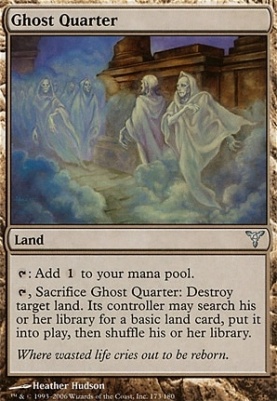 Ghost Quarter
Land
: Add 1 to your mana pool.
, Sacrifice Ghost Quarter: Destroy
target land. Its controller may search his
or her library for a basic land card, put it
into play, then shuffle his or her library.
Where wasted life cries out to be reborn.
Heather Hudson
™ & © 1993–2006 Wizards of the Coast, Inc. 173/180